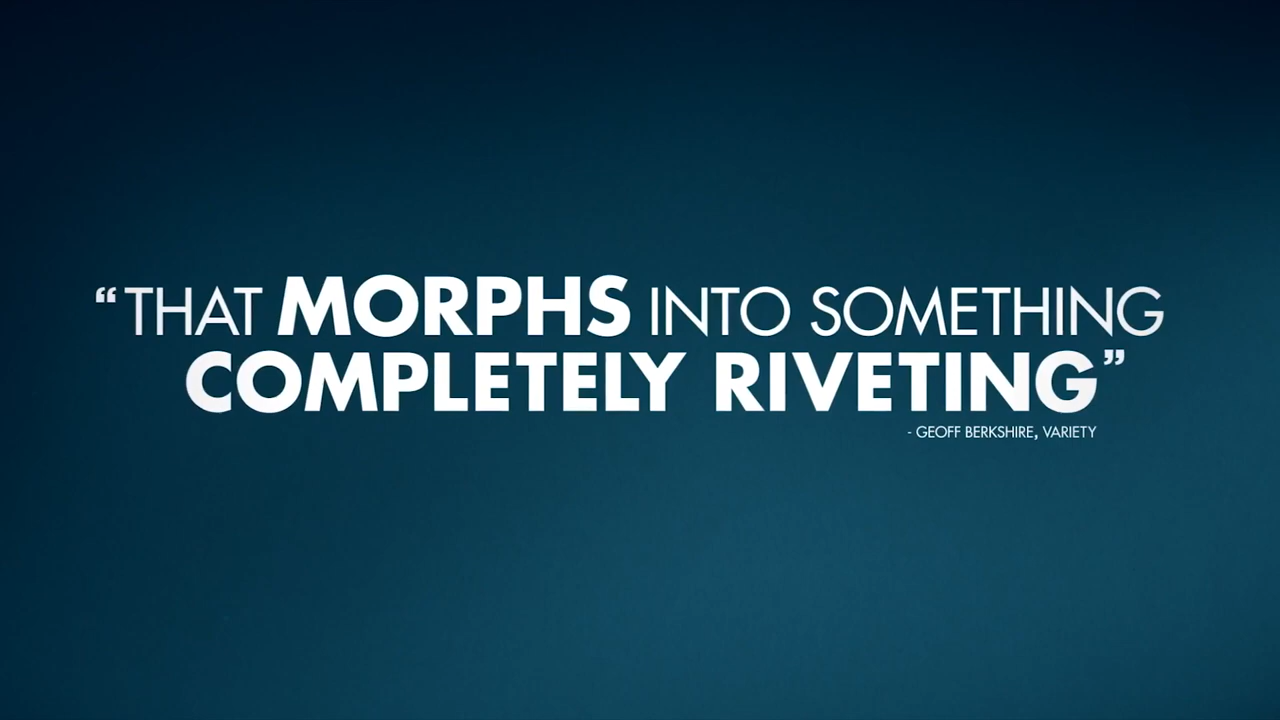 “THAT MORPHS INTO SOMETHING
COMPLETELY RIVETING”
- GEOFF BERKSHIRE, VARIETY